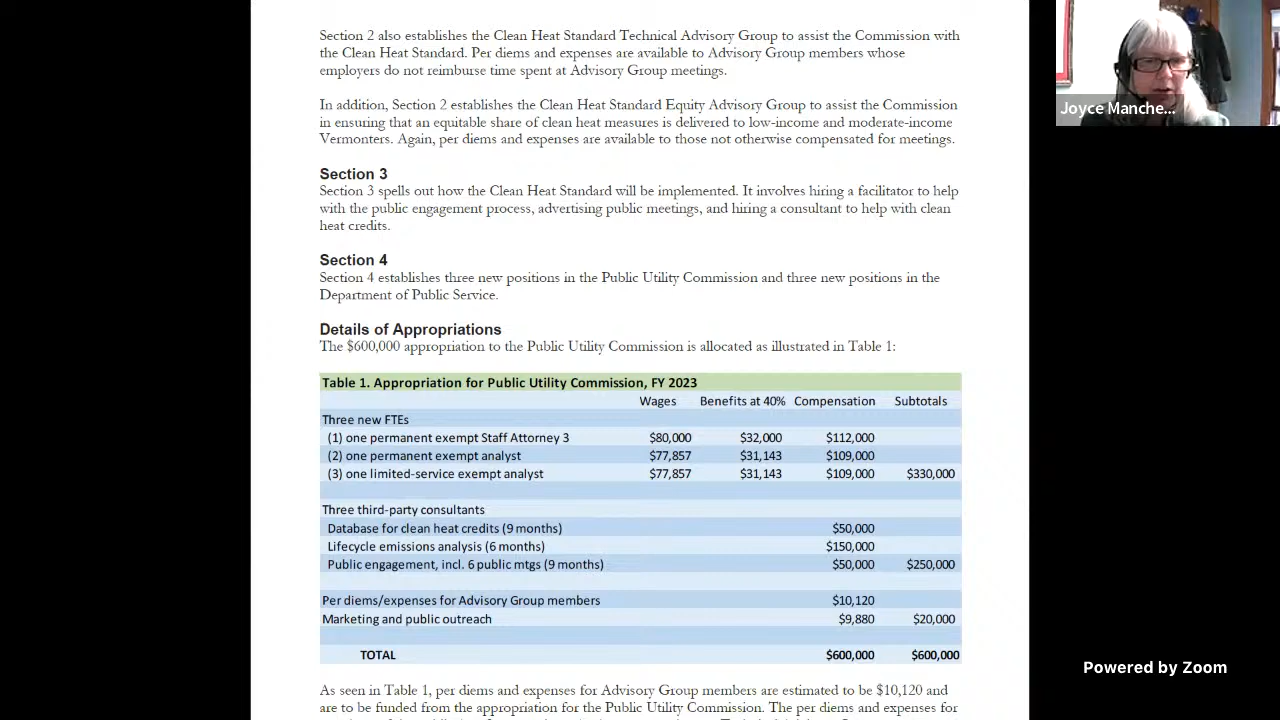 Section 2 also establishes the Clean Heat Standard Technical Advisory Group to assist the Commission with
the Clean Heat Standard. Per diems and expenses are available to Advisory Group members whose
employers do not reimburse time spent at Advisory Group meetings.
In addition, Section 2 establishes the Clean Heat Standard Equity Advisory Group to assist the Commission
in ensuring that an equitable share of clean heat measures is delivered to low-income and moderate-income
Vermonters. Again, per diems and expenses are available to those not otherwise compensated for meetings.
Section 3
Section 3 spells out how the Clean Heat Standard will be implemented. It involves hiring a facilitator to help
with the public engagement process, advertising public meetings, and hiring a consultant to help with clean
heat credits.
Section 4
Section 4 establishes three new positions in the Public Utility Commission and three new positions in the
Department of Public Service.
Details of Appropriations
The $600,000 appropriation to the Public Utility Commission is allocated as illustrated in Table 1:
Table 1. Appropriation for Public Utility Commission, FY 2023
Wages Benefits at 40% Compensation Subtotals
Three new FTEs
(1) one permanent exempt Staff Attorney 3 $80,000 $32,000 $112,000
(2) one permanent exempt analyst $77,857 $31,143 $109,000
(3) one limited-service exempt analyst $77,857 $31,143 $109,000 $330,000
Three third-party consultants
Database for clean heat credits (9 months) $50,000
Lifecycle emissions analysis (6 months) $150,000
Public engagement, incl. 6 public mtgs (9 months) $50,000 $250,000
Per diems/expenses for Advisory Group members $10,120
Marketing and public outreach $9,880 $20,000
TOTAL $600,000 $600,000
As seen in Table 1, per diems and expenses for Advisory Group members are estimated to be $10,120 and
are to be funded from the appropriation for the Public Utility Commission. The per diems and expenses for
Joyce Manche...
Powered by Zoom